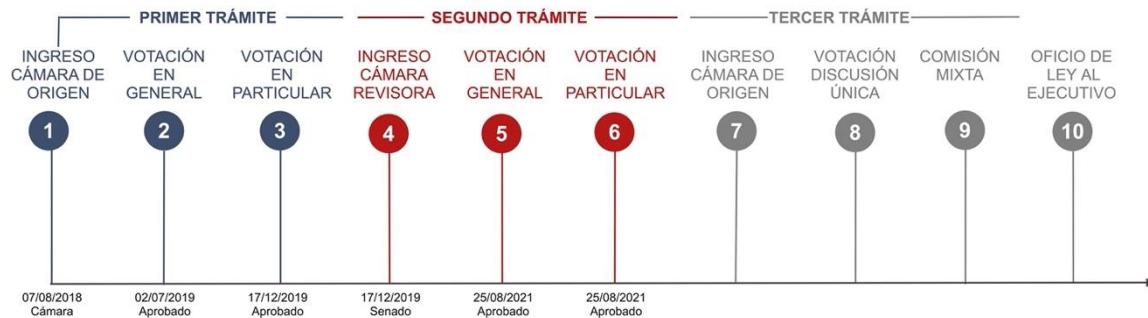 PRIMER TRÁMITE
SEGUNDO TRÁMITE
TERCER TRÁMITE
INGRESO
CÁMARA DE
ORIGEN
VOTACIÓN
EN
GENERAL
VOTACIÓN
EN
PARTICULAR
INGRESO
CÁMARA
REVISORA
VOTACIÓN
EN
GENERAL
VOTACIÓN
EN
PARTICULAR
INGRESO
CÁMARA DE
ORIGEN
VOTACIÓN
DISCUSIÓN
ÚNICA
COMISIÓN
MIXTA
OFICIO DE
LEY AL
EJECUTIVO
1
2
3
4
5
6
7
8
9
10
07/08/2018
Cámara
02/07/2019
Aprobado
17/12/2019
Aprobado
17/12/2019
Senado
25/08/2021
Aprobado
25/08/2021
Aprobado